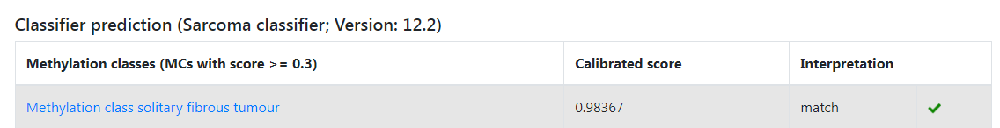 Classifier prediction (Sarcoma classifier; Version: 12.2)
Methylation classes (MCs with score >= 0.3) Calibrated score Interpretation
Methylation class solitary fibrous tumour 0.98367 match ✔